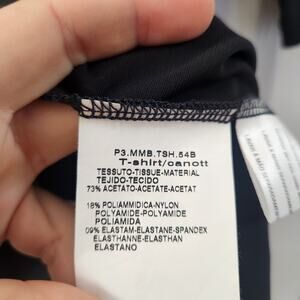 P3.MMB.TSH.54B
T-shirt/canott
TESSUTO-TISSUE-MATERIAL
TEJIDO-TECIDO
73% ACETATO-ACETATE-ACETAT
18% POLIAMMIDICA-NYLON
POLYAMIDE-POLYAMIDE
POLIAMIDA
09% ELASTAM-ELASTANE-SPANDEX
ELASTHANNE-ELASTHAN
ELASTANO